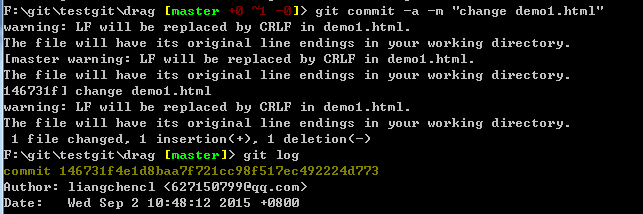 F:\git\testgit\drag [master +0 ~1 -0]> git commit -a -m "change demo1.html"
warning: LF will be replaced by CRLF in demo1.html.
The file will have its original line endings in your working directory.
[master warning: LF will be replaced by CRLF in demo1.html.
The file will have its original line endings in your working directory.
146731f] change demo1.html
warning: LF will be replaced by CRLF in demo1.html.
The file will have its original line endings in your working directory.
 1 file changed, 1 insertion(+), 1 deletion(-)
F:\git\testgit\drag [master]> git log
commit 146731f4e1d8baa7f721cc98f517ec492224d773
Author: liangchencl <627150799@qq.com>
Date:   Wed Sep 2 10:48:12 2015 +0800